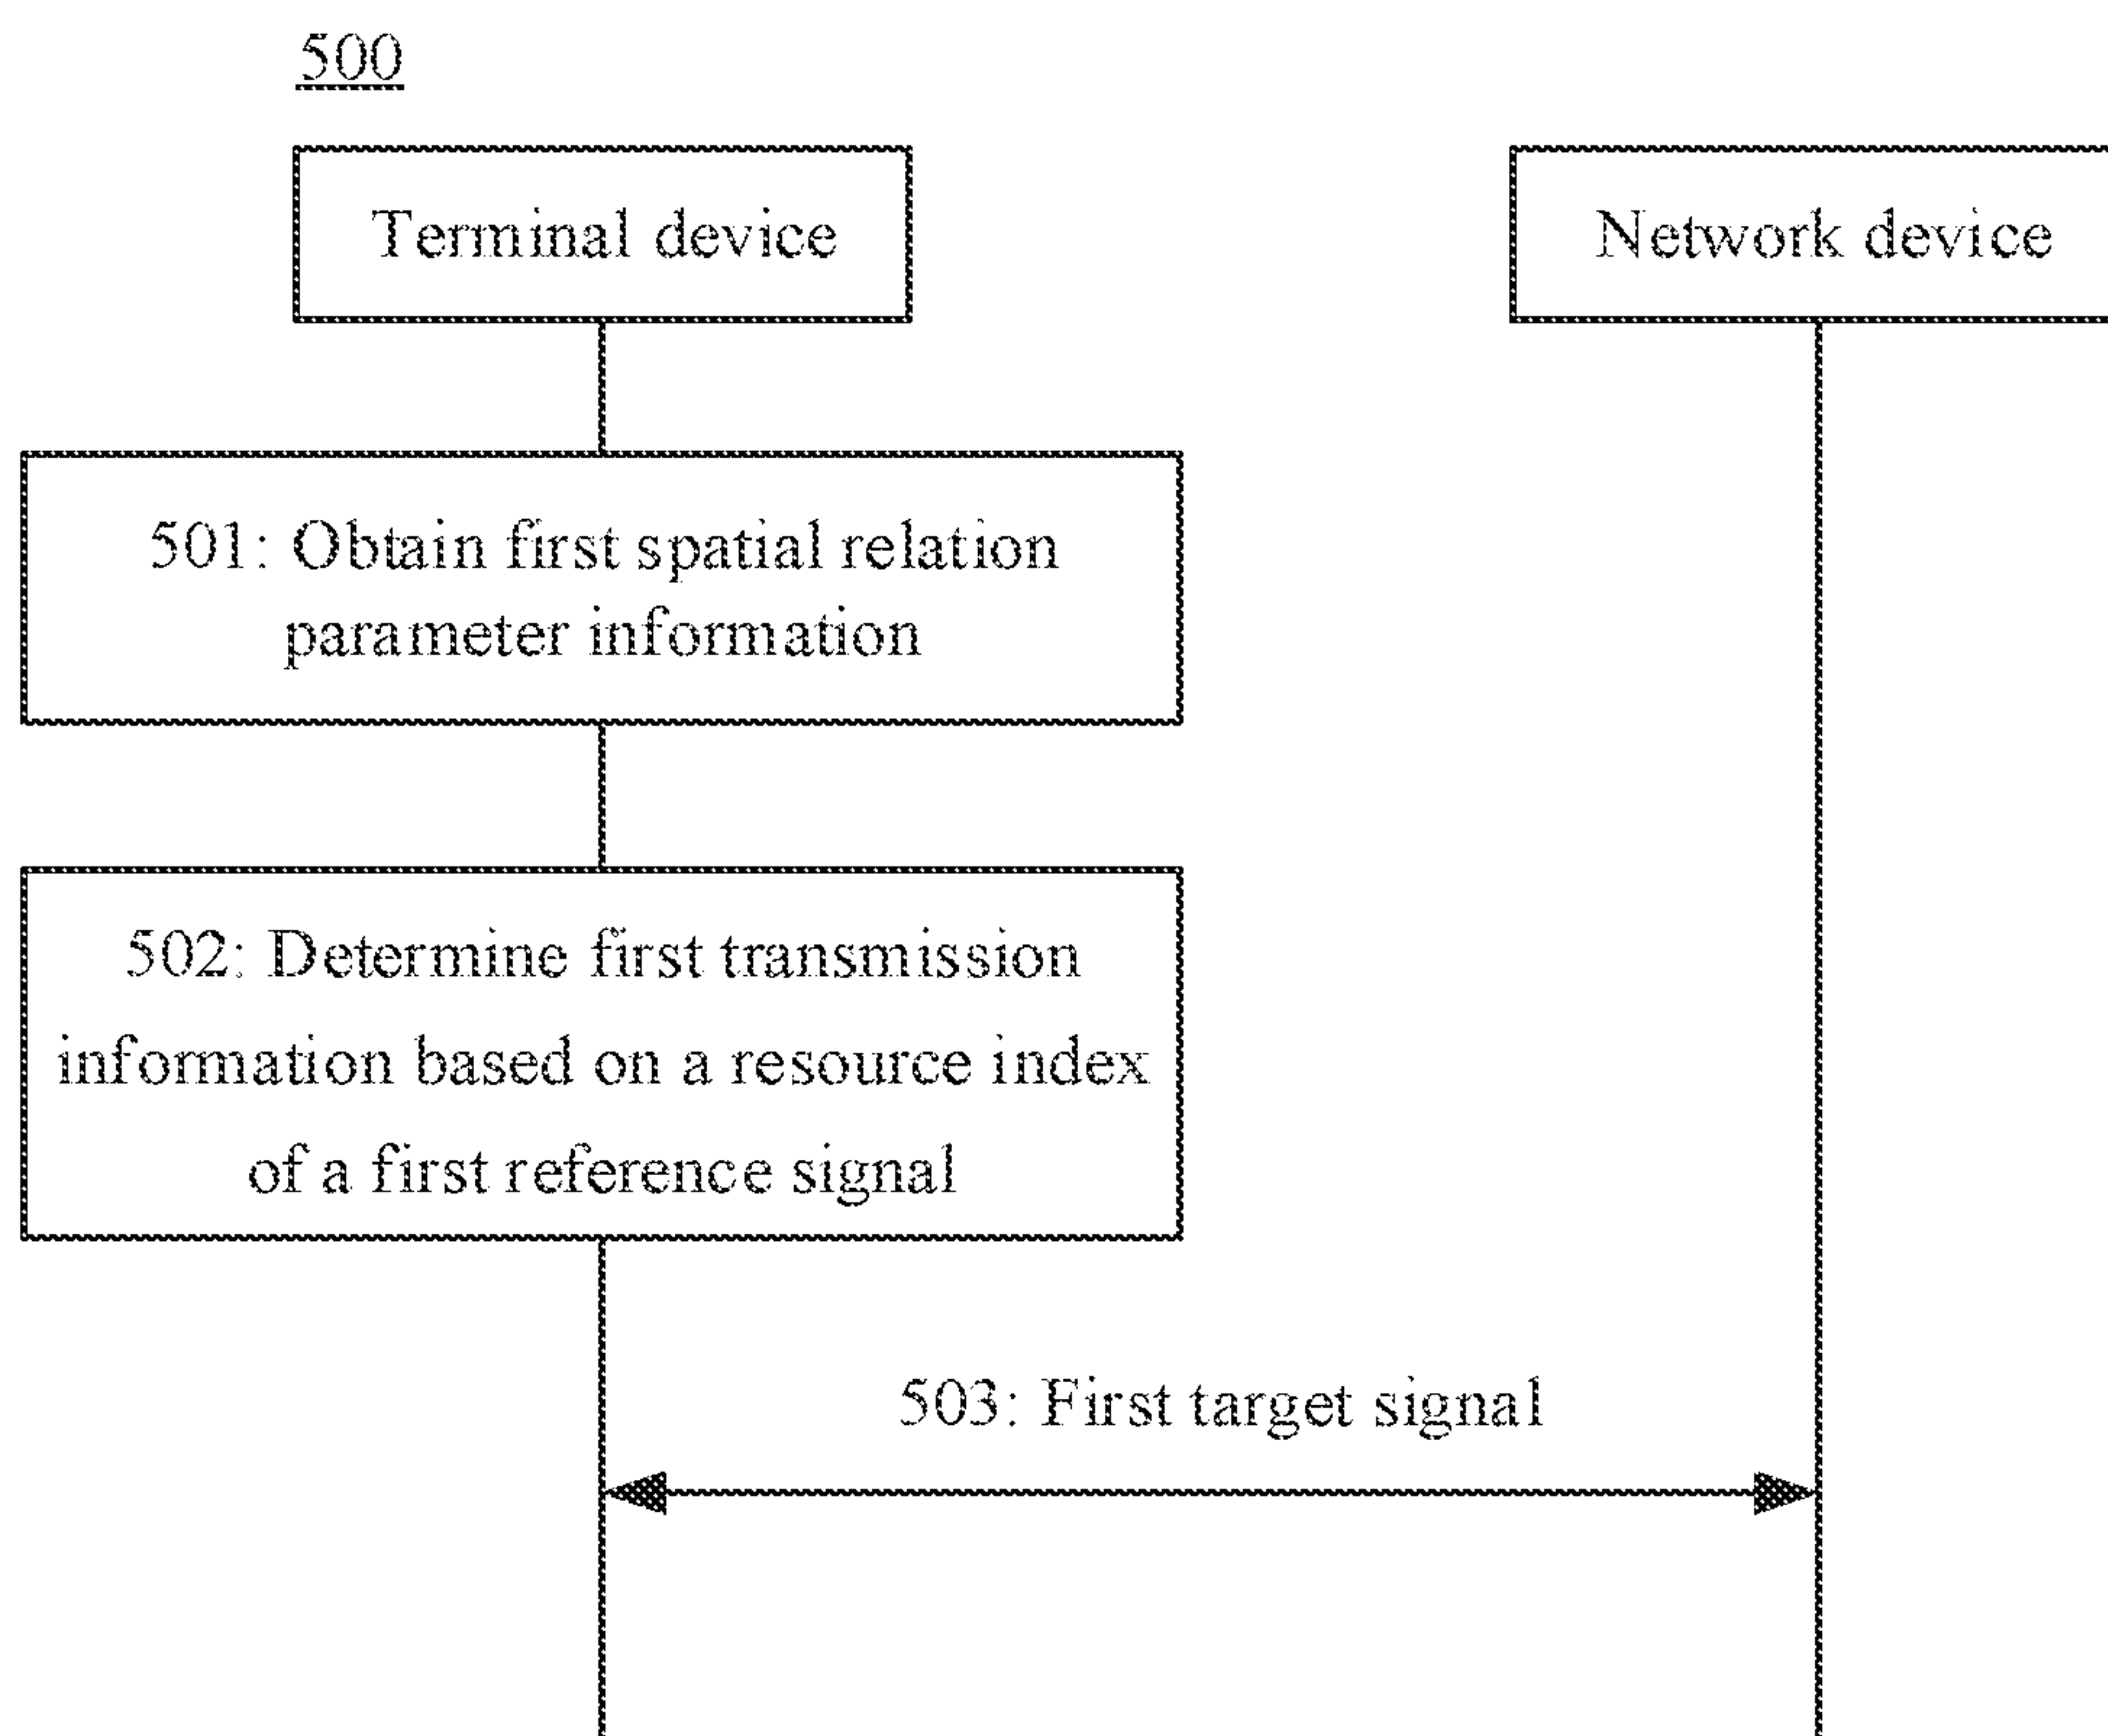 500
Terminal device
Network device
501: Obtain first spatial relation
parameter information
502: Determine first transmission
information based on a resource index
of a first reference signal
503: First target signal